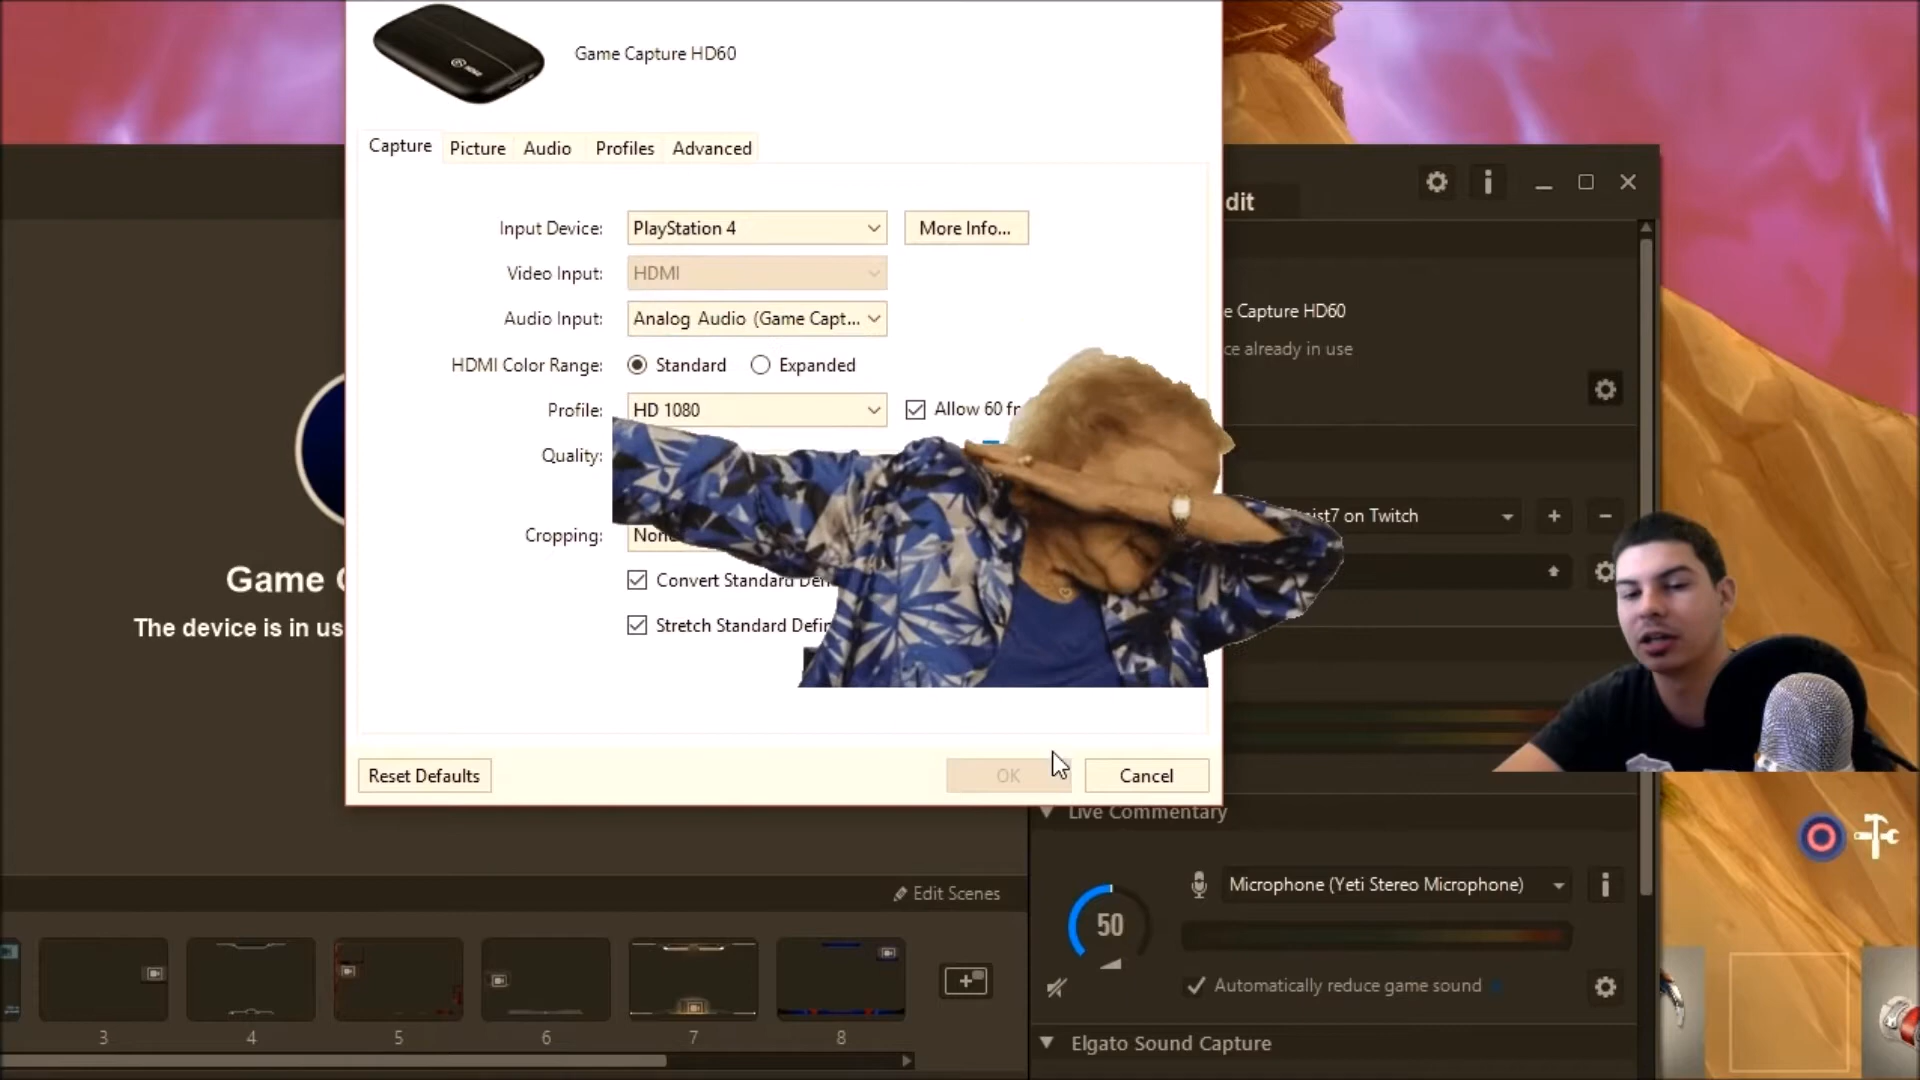 Game Capture HD60
Capture Picture Audio Profiles Advanced
Input Device: PlayStation 4 More Info...
Video Input: HDMI
Audio Input: Analog Audio (Game Capt...
HDMI Color Range: Standard Expanded
Profile: HD 1080 Allow 60 fr
Quality:
Cropping: None
Convert Standard Defi
Stretch Standard Defin
Reset Defaults OK Cancel
dit
e Capture HD60
ce already in use
ist7 on Twitch
Game C
The device is in us
Live Commentary
Edit Scenes
50
Microphone (Yeti Stereo Microphone)
Automatically reduce game sound
3 4 5 6 7 8
Elgato Sound Capture